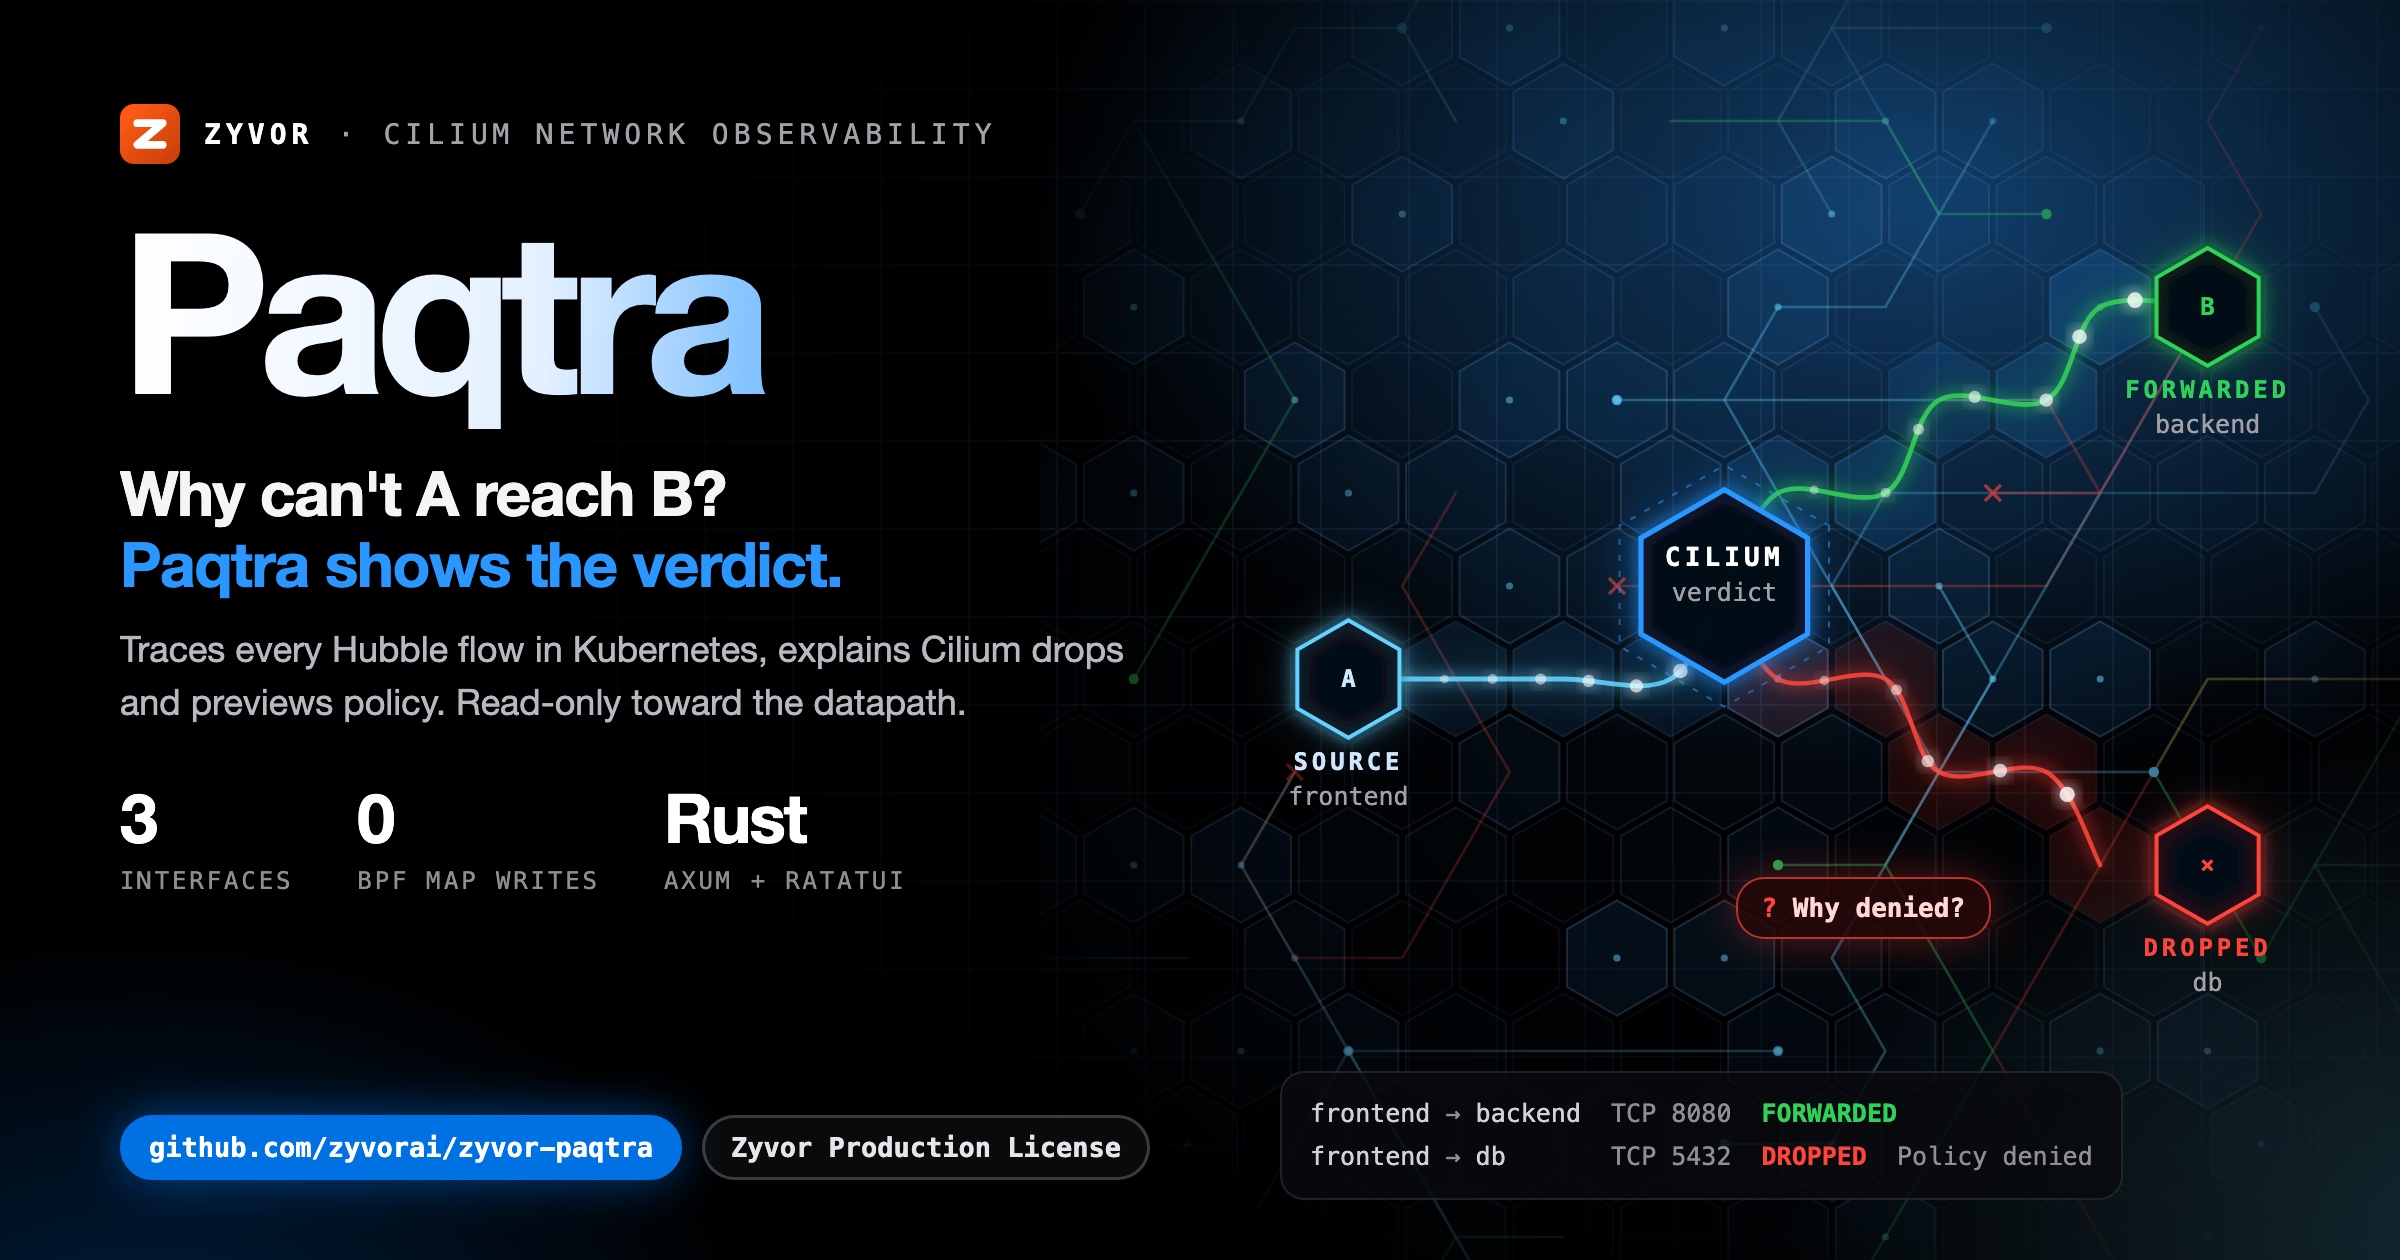 Z ZYVOR · CILIUM NETWORK OBSERVABILITY
Paqtra
Why can't A reach B?
Paqtra shows the verdict.
Traces every Hubble flow in Kubernetes, explains Cilium drops
and previews policy. Read-only toward the datapath.
3
INTERFACES
0
BPF MAP WRITES
Rust
AXUM + RATATUI
github.com/zyvorai/zyvor-paqtra
Zyvor Production License
B
FORWARDED
backend
CILIUM
verdict
A
SOURCE
frontend
? Why denied?
×
DROPPED
db
frontend → backend TCP 8080 FORWARDED
frontend → db TCP 5432 DROPPED Policy denied